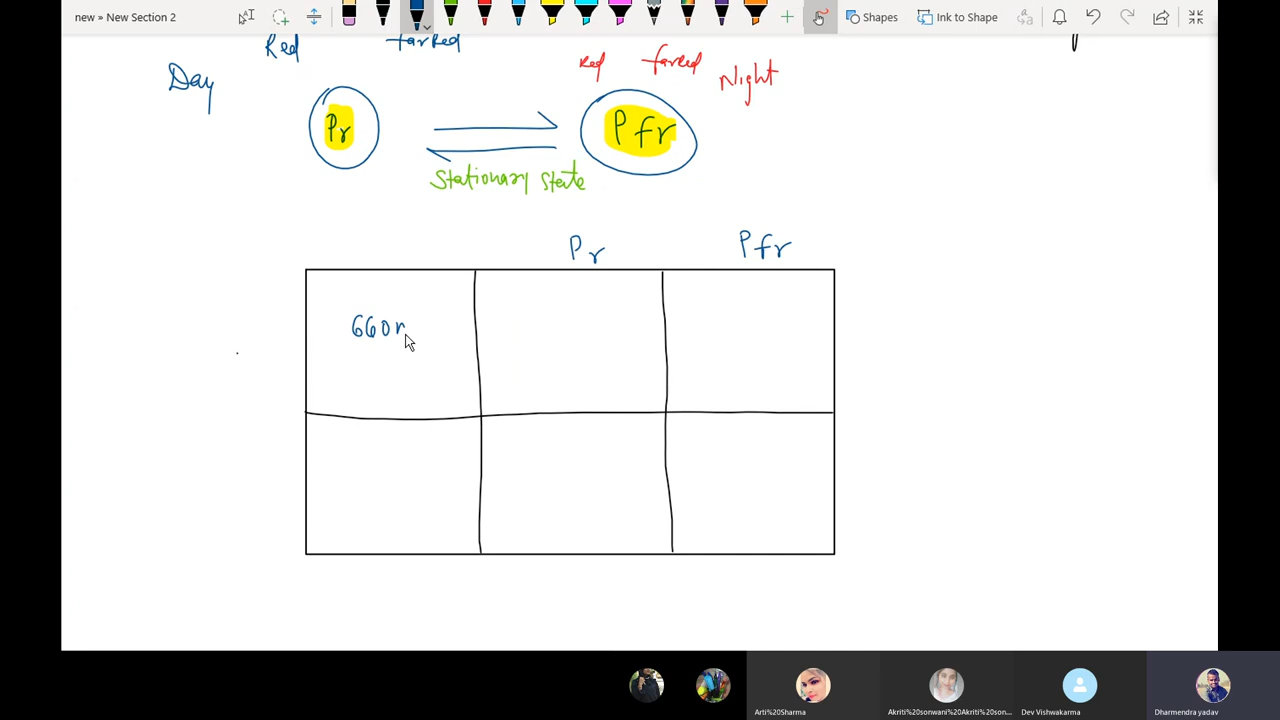 new » New Section 2
Shapes
Ink to Shape
Red farRed
Day
red farred
Night
Pr
Pfr
Stationary State
Pr Pfr
660n
Arti%20Sharma
Akriti%20sonwani%20Akriti%20son...
Dev Vishwakarma
Dharmendra yadav